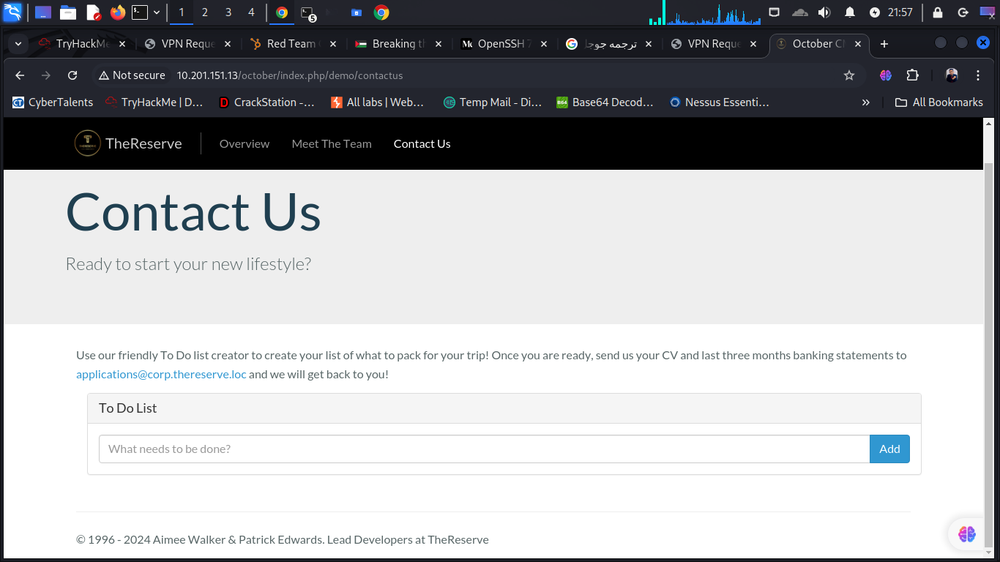 1 2 3 4 5 21:57
TryHackMe VPN Reque Red Team Breaking th OpenSSH 7 ترجمه جوجل VPN Reque October CM
Not secure 10.201.151.13/october/index.php/demo/contactus
CyberTalents TryHackMe | D... CrackStation -... All labs | Web... Temp Mail - Di... Base64 Decod... Nessus Essenti... » All Bookmarks
TheReserve Overview Meet The Team Contact Us
Contact Us
Ready to start your new lifestyle?
Use our friendly To Do list creator to create your list of what to pack for your trip! Once you are ready, send us your CV and last three months banking statements to
applications@corp.thereserve.loc and we will get back to you!
To Do List
What needs to be done? Add
© 1996 - 2024 Aimee Walker & Patrick Edwards. Lead Developers at TheReserve